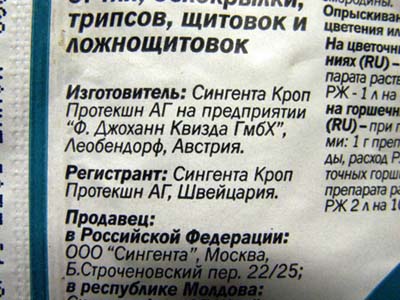 трипсов, щитовок и
ложнощитовок
Изготовитель: Сингента Кроп
Протекшн АГ на предприятии
"Ф. Джоханн Квизда ГмбХ",
Леобендорф, Австрия.
Регистрант: Сингента Кроп
Протекшн АГ, Швейцария.
Продавец:
в Российской Федерации:
ООО "Сингента", Москва,
Б.Строченовский пер. 22/25;
в республике Молдова:
Опрыскиван
цветения ил
На цветочн
ниях (RU) –
парата раств
РЖ - 1 л на
на горшечн
(RU) – при п
ми: 1 г преп
ды, расход Р
точных горш
препарата ра
РЖ 2 л на 10